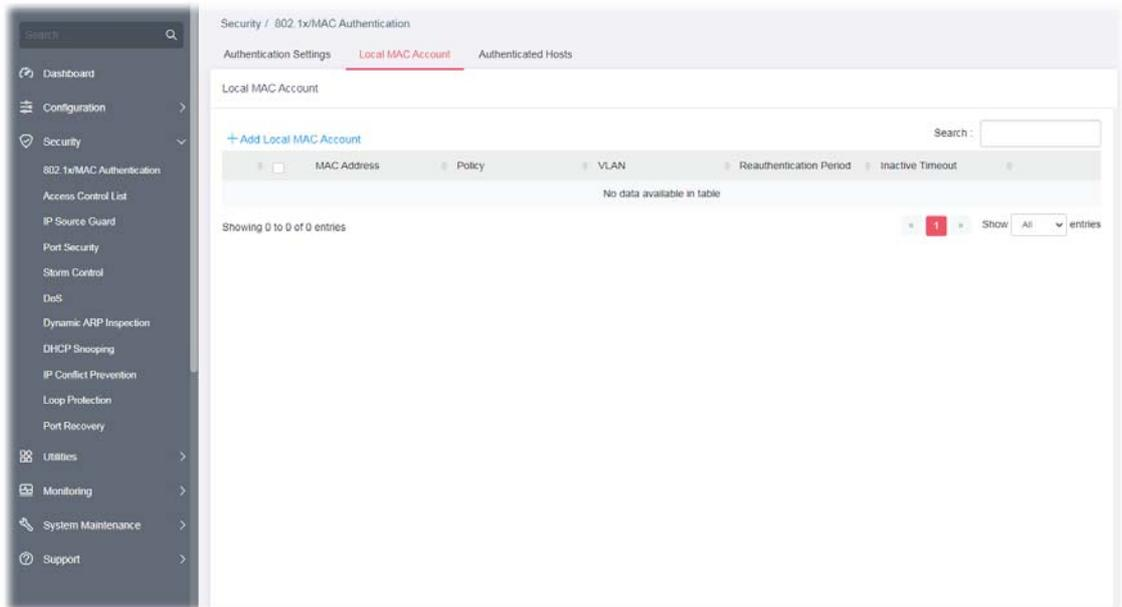 Search
Dashboard
Configuration
Security
802.1x/MAC Authentication
Access Control List
IP Source Guard
Port Security
Storm Control
DoS
Dynamic ARP Inspection
DHCP Snooping
IP Conflict Prevention
Loop Protection
Port Recovery
Utilities
Monitoring
System Maintenance
Support
Security / 802.1x/MAC Authentication
Authentication Settings Local MAC Account Authenticated Hosts
Local MAC Account
+ Add Local MAC Account Search :
MAC Address Policy VLAN Reauthentication Period Inactive Timeout
No data available in table
Showing 0 to 0 of 0 entries « 1 » Show All entries